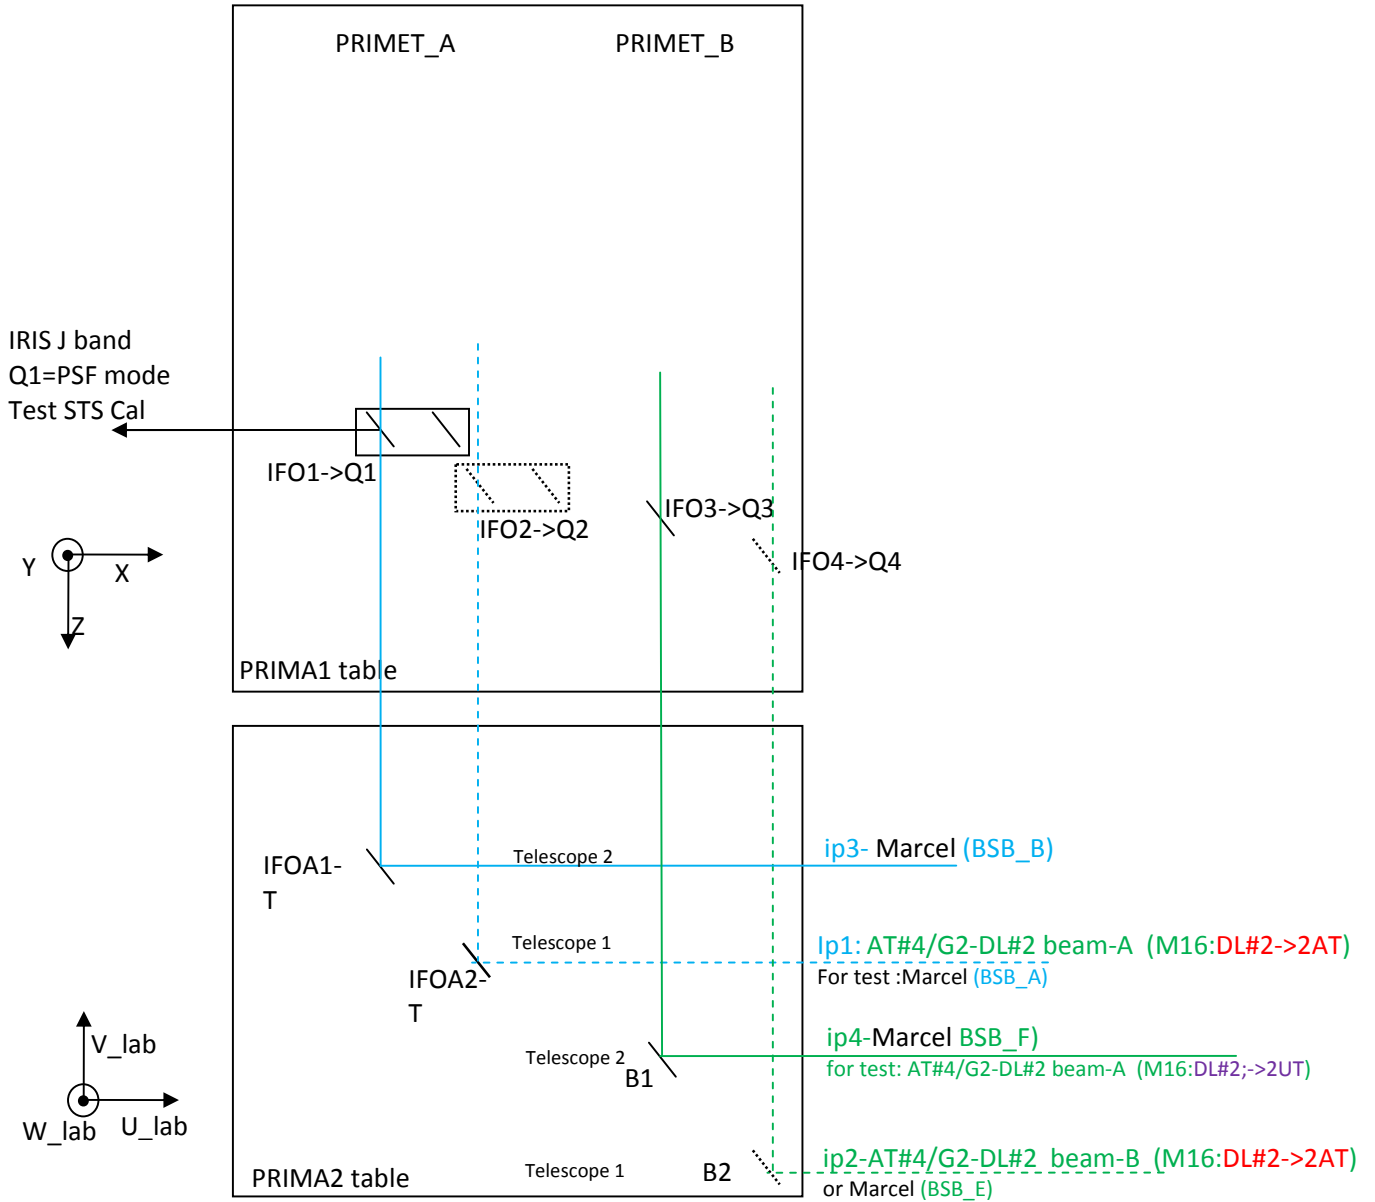 PRIMET_A
PRIMET_B
IRIS J band
Q1=PSF mode
Test STS Cal
IFO1->Q1
IFO2->Q2
IFO3->Q3
IFO4->Q4
Y
X
Z
PRIMA1 table
IFOA1-
T
Telescope 2
ip3- Marcel (BSB_B)
IFOA2-
T
Telescope 1
Ip1: AT#4/G2-DL#2 beam-A (M16:DL#2->2AT)
For test :Marcel (BSB_A)
V_lab
W_lab
U_lab
Telescope 2
B1
ip4-Marcel BSB_F)
for test: AT#4/G2-DL#2 beam-A (M16:DL#2;->2UT)
PRIMA2 table
Telescope 1
B2
ip2-AT#4/G2-DL#2 beam-B (M16:DL#2->2AT)
or Marcel (BSB_E)